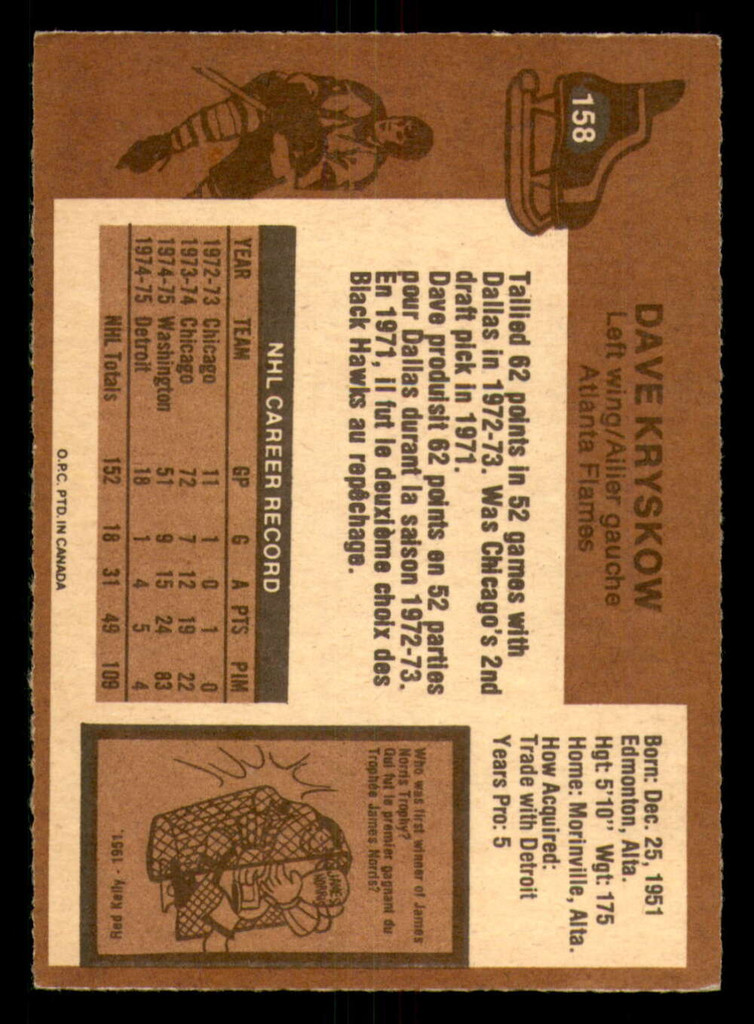 158
DAVE KRYSKOW
Left wing/Ailier gauche
Atlanta Flames
Born: Dec. 25, 1951
Edmonton, Alta.
Hgt: 5'10" Wgt: 175
Home: Morinville, Alta.
How Acquired:
Trade with Detroit
Years Pro: 5
Tallied 62 points in 52 games with
Dallas in 1972-73. Was Chicago's 2nd
draft pick in 1971.
Dave produisit 62 points en 52 parties
pour Dallas durant la saison 1972-73.
En 1971, il fut le deuxième choix des
Black Hawks au repêchage.
NHL CAREER RECORD
YEAR TEAM GP G A PTS PIM
1972-73 Chicago 11 1 0 1 0
1973-74 Chicago 72 7 12 19 22
1974-75 Washington 51 9 15 24 83
1974-75 Detroit 18 1 4 5 4
NHL Totals 152 18 31 49 109
Who was first winner of James
Norris Trophy?
Qui fut le premier gagnant du
Trophée James Norris?
JAMES
NORRIS
Red Kelly - 1951.
O.P.C. PTD. IN CANADA